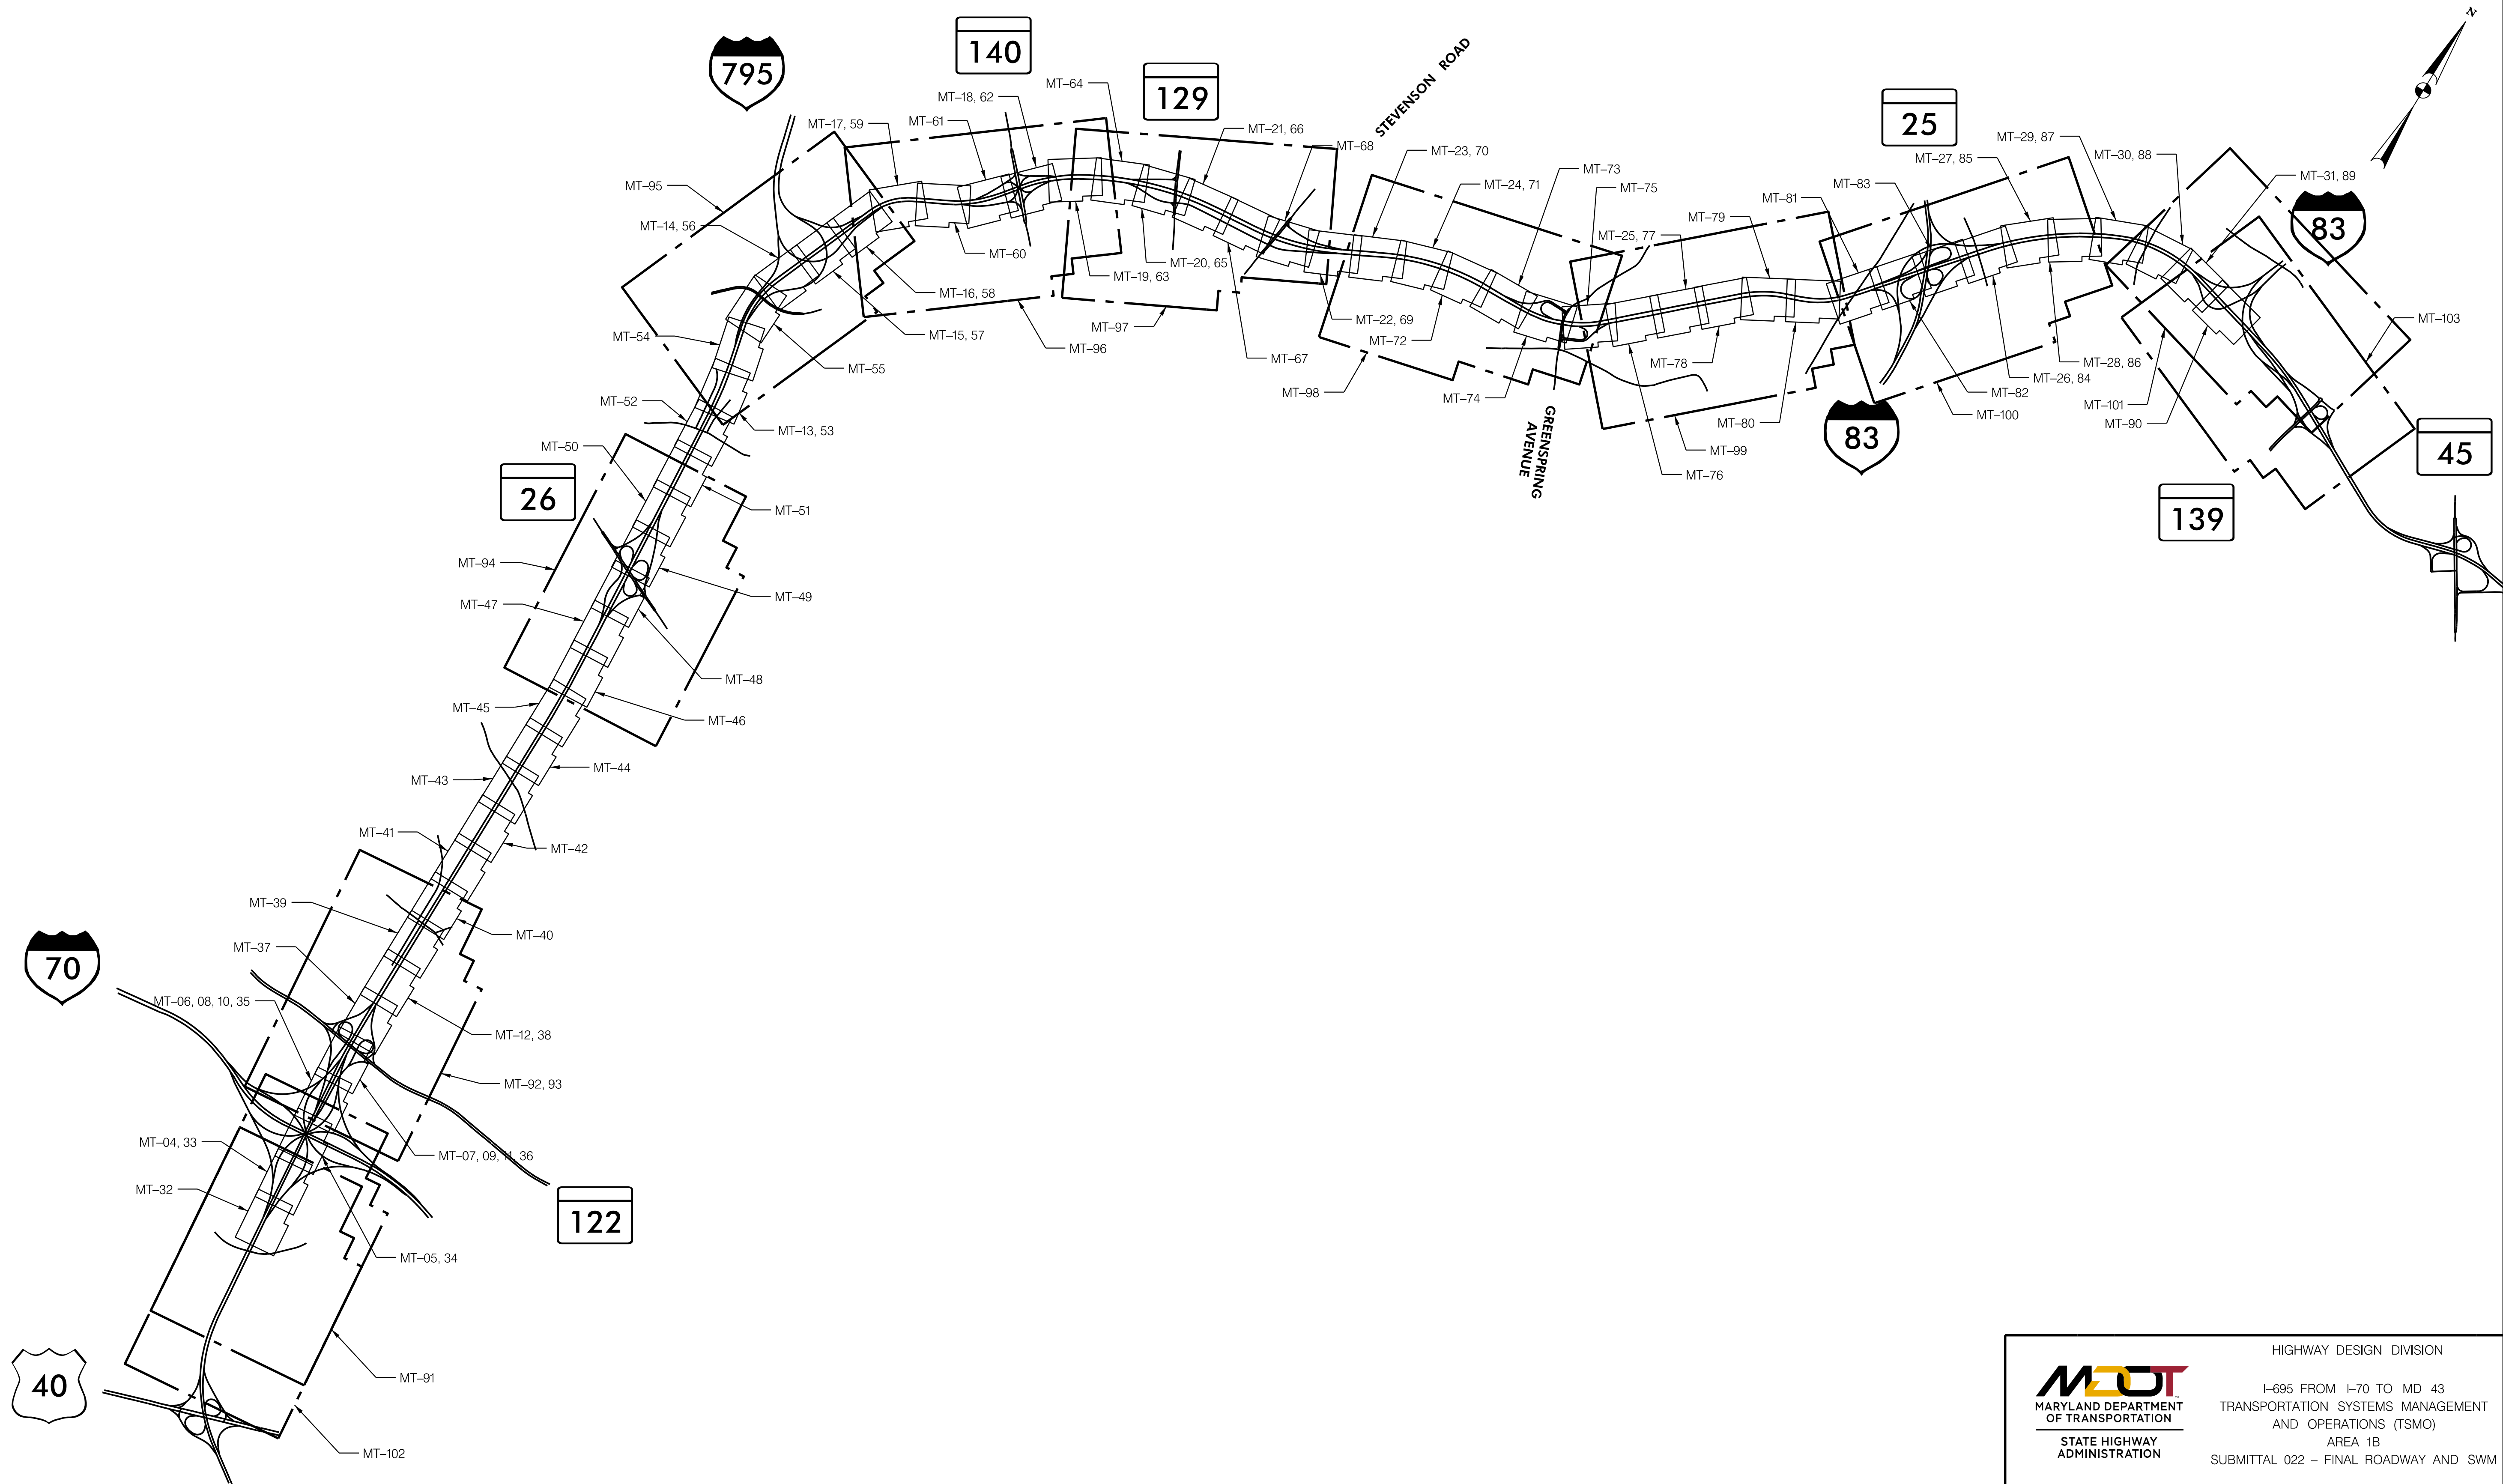 N
795
140
MT-64
129
MT-18, 62
MT-61
MT-17, 59
MT-21, 66
MT-68
STEVENSON ROAD
MT-23, 70
25
MT-29, 87
MT-27, 85
MT-30, 88
MT-31, 89
83
MT-95
MT-14, 56
MT-24, 71
MT-73
MT-75
MT-83
MT-81
MT-79
MT-25, 77
MT-60
MT-19, 63
MT-20, 65
MT-16, 58
MT-15, 57
MT-96
MT-97
MT-22, 69
MT-72
MT-67
MT-98
MT-74
MT-78
MT-80
MT-99
MT-76
GREENSPRING
AVENUE
MT-28, 86
MT-26, 84
MT-82
MT-100
83
MT-101
MT-90
MT-103
45
139
MT-54
MT-55
MT-52
MT-13, 53
MT-50
26
MT-51
MT-94
MT-49
MT-47
MT-48
MT-45
MT-46
MT-44
MT-43
MT-41
MT-42
MT-39
MT-40
MT-37
70
MT-06, 08, 10, 35
MT-12, 38
MT-92, 93
MT-04, 33
MT-07, 09, 11, 36
MT-32
122
MT-05, 34
MT-91
40
MT-102
MDOT
MARYLAND DEPARTMENT
OF TRANSPORTATION
STATE HIGHWAY
ADMINISTRATION
HIGHWAY DESIGN DIVISION
I-695 FROM I-70 TO MD 43
TRANSPORTATION SYSTEMS MANAGEMENT
AND OPERATIONS (TSMO)
AREA 1B
SUBMITTAL 022 - FINAL ROADWAY AND SWM